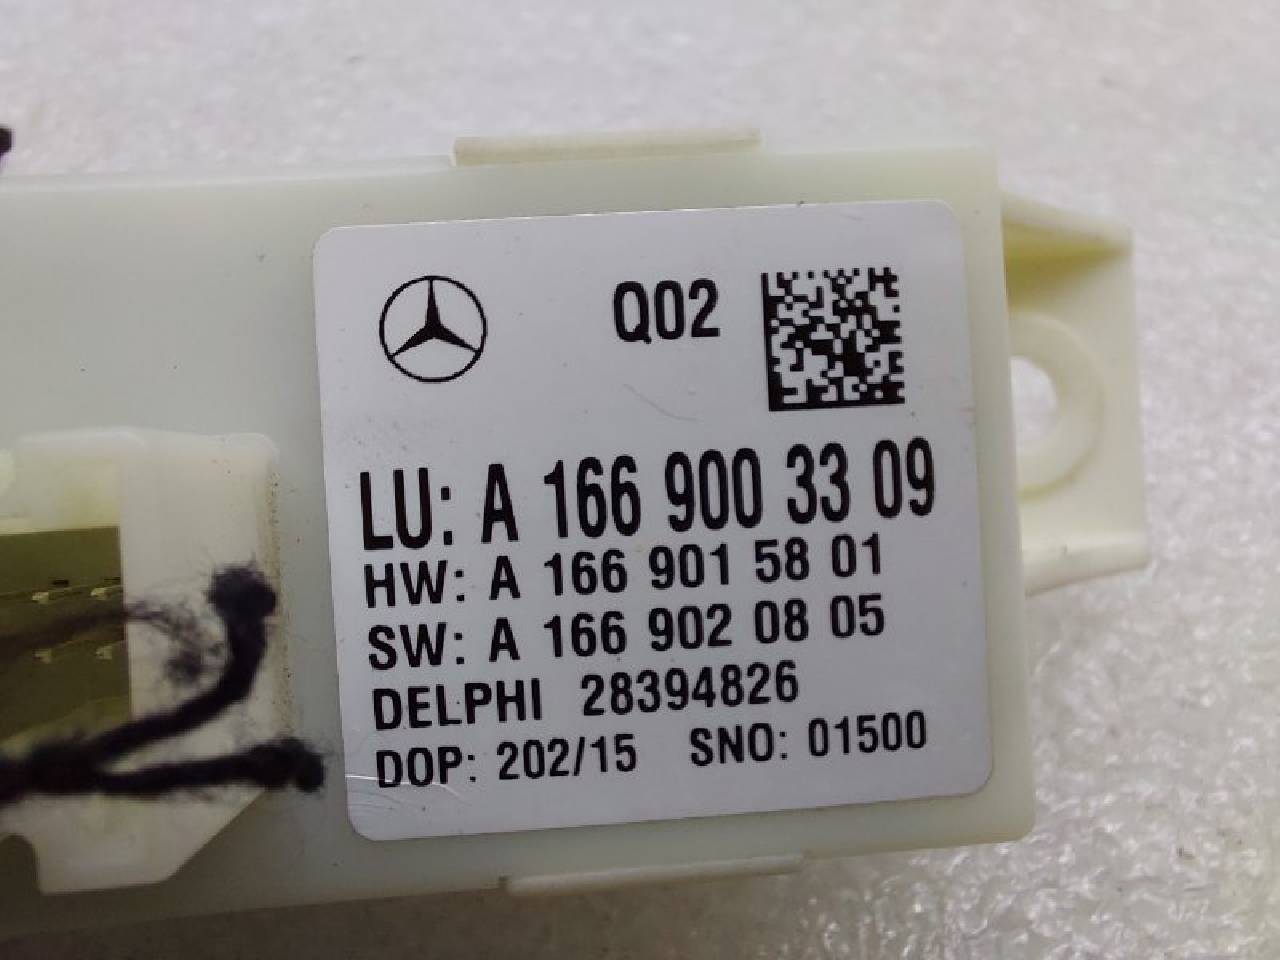 Q02
LU: A 166 900 33 09
HW: A 166 901 58 01
SW: A 166 902 08 05
DELPHI 28394826
DOP: 202/15 SNO: 01500